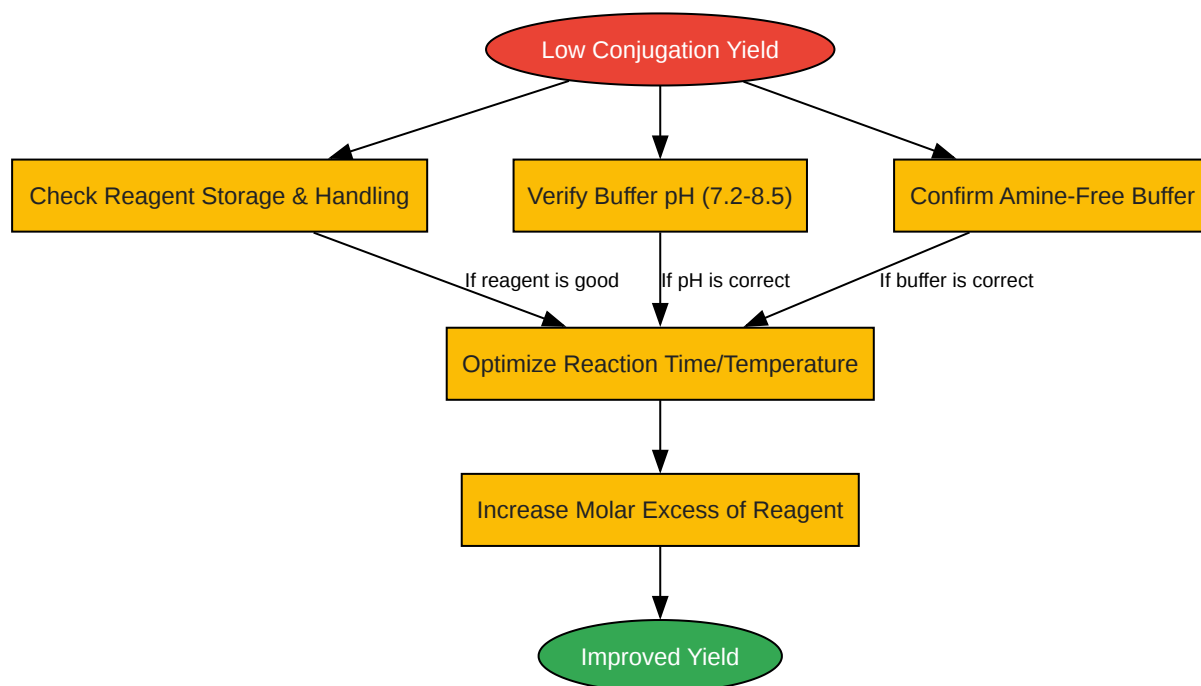 Low Conjugation Yield
Check Reagent Storage & Handling
Verify Buffer pH (7.2-8.5)
Confirm Amine-Free Buffer
If reagent is good
If pH is correct
If buffer is correct
Optimize Reaction Time/Temperature
Increase Molar Excess of Reagent
Improved Yield